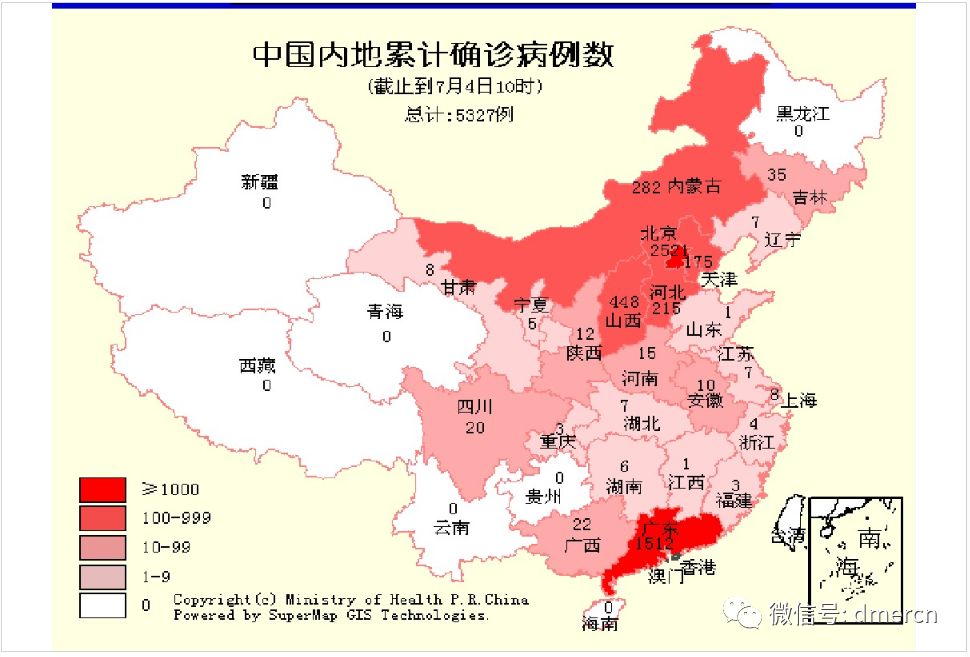 中国内地累计确诊病例数
(截止到7月4日10时)
总计:5327例
黑龙江
0
新疆
0
35
吉林
282 内蒙古
7
辽宁
北京
2521
175
天津
8
甘肃
宁夏
5
448
山西
河北
215
青海
0
12
陕西
1
山东
西藏
0
15
河南
江苏
7
10
安徽
8 上海
四川
20
3
重庆
7
湖北
4
浙江
6
湖南
1
江西
3
福建
0
贵州
0
云南
22
广西
广东
1512
香港
澳门
台湾
南
海
0
海南
≥1000
100-999
10-99
1-9
0
Copyright(c) Ministry of Health P.R.China
Powered by SuperMap GIS Technologies.
微信号: dmercn